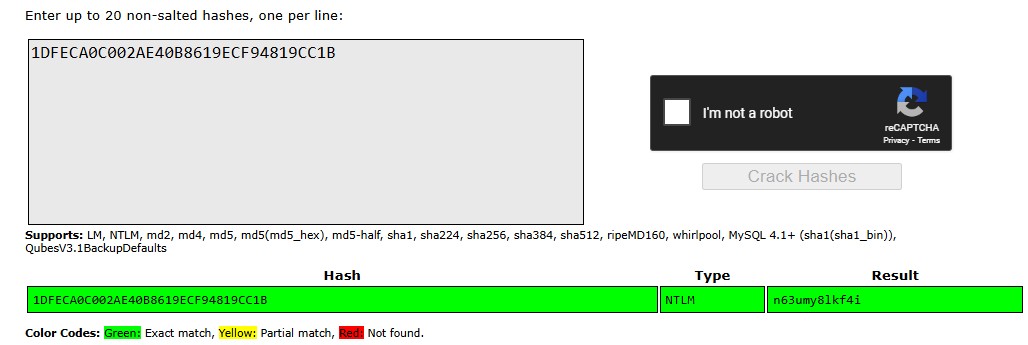 Enter up to 20 non-salted hashes, one per line:
1DFECA0C002AE40B8619ECF94819CC1B
I'm not a robot
reCAPTCHA
Privacy - Terms
Crack Hashes
Supports: LM, NTLM, md2, md4, md5, md5(md5_hex), md5-half, sha1, sha224, sha256, sha384, sha512, ripeMD160, whirlpool, MySQL 4.1+ (sha1(sha1_bin)),
QubesV3.1BackupDefaults
Hash Type Result
1DFECA0C002AE40B8619ECF94819CC1B NTLM n63umy8lkf4i
Color Codes: Green: Exact match, Yellow: Partial match, Red: Not found.